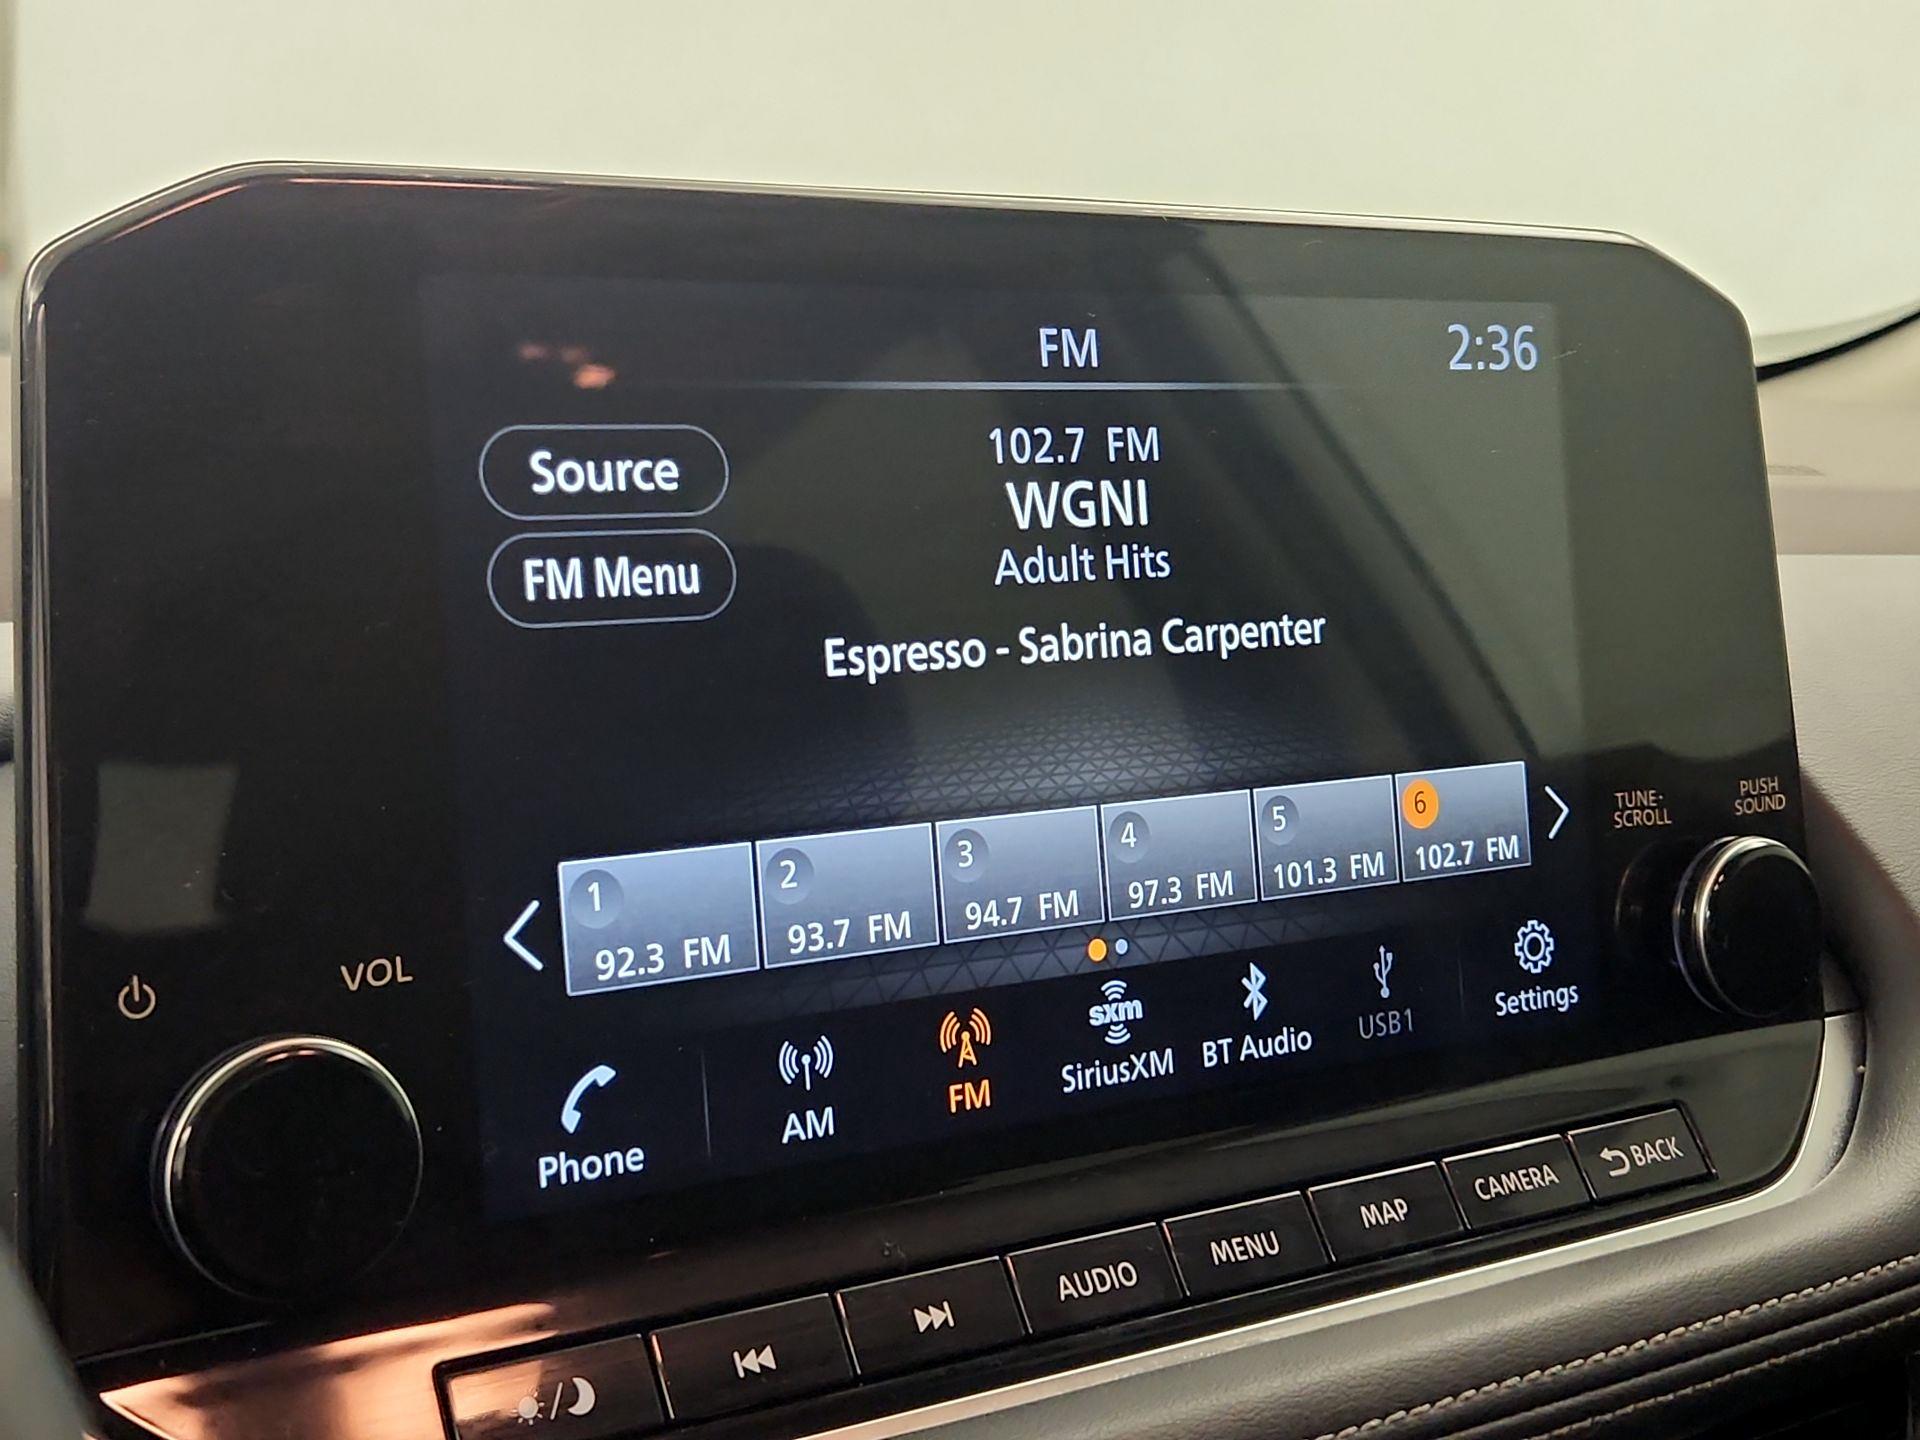 FM
2:36
Source
102.7 FM
WGNI
FM Menu
Adult Hits
Espresso - Sabrina Carpenter
1
92.3 FM
2
93.7 FM
3
94.7 FM
4
97.3 FM
5
101.3 FM
6
102.7 FM
TUNE·
SCROLL
PUSH
SOUND
VOL
Phone
AM
FM
sxm
SiriusXM
BT Audio
USB1
Settings
AUDIO
MENU
MAP
CAMERA
BACK